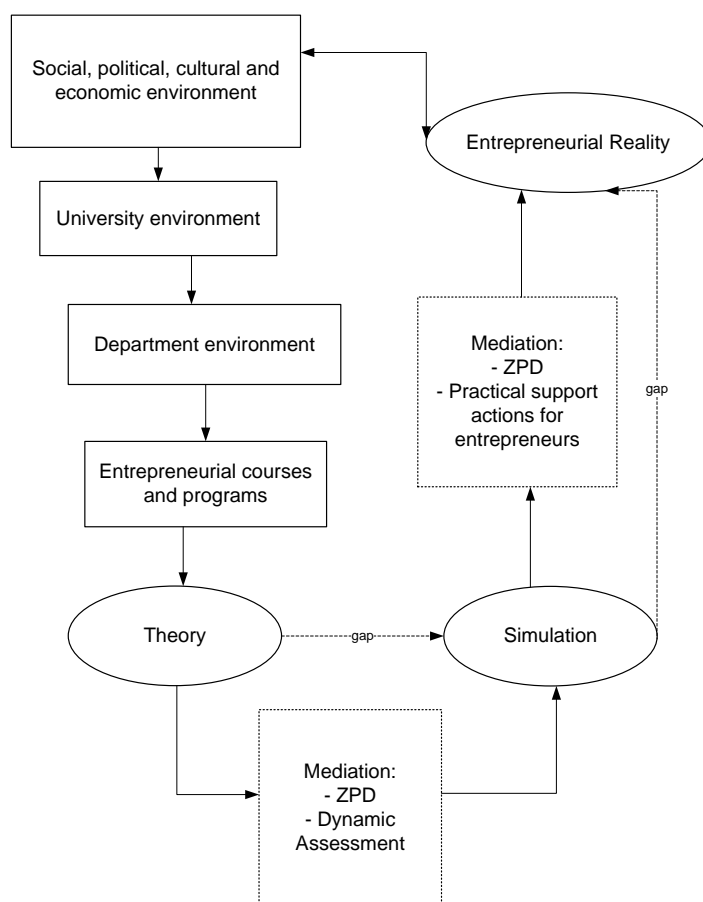 Social, political, cultural and
economic environment
Entrepreneurial Reality
University environment
Department environment
Mediation:
- ZPD
- Practical support
actions for
entrepreneurs
gap
Entrepreneurial courses
and programs
Theory
gap
Simulation
Mediation:
- ZPD
- Dynamic
Assessment